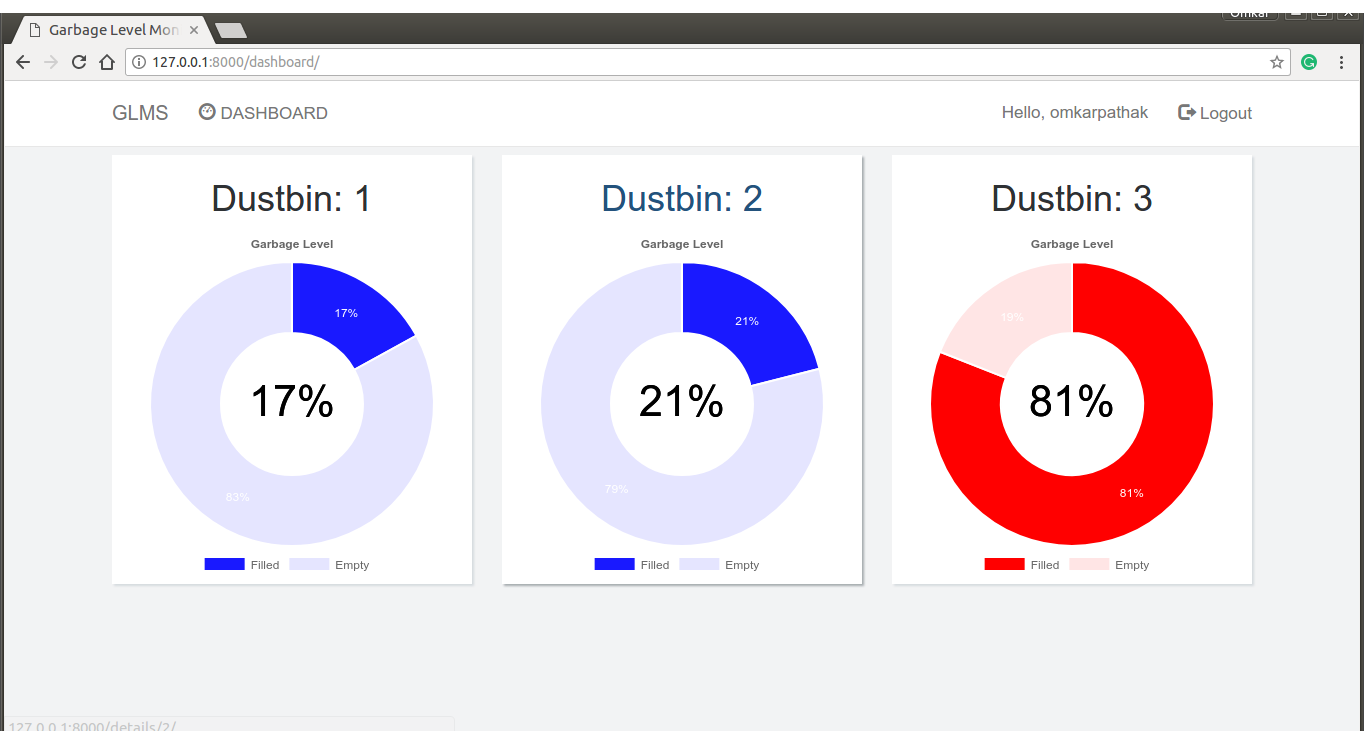 Omkar
Garbage Level Mon
127.0.0.1:8000/dashboard/
GLMS DASHBOARD Hello, omkarpathak Logout
Dustbin: 1
Garbage Level
17%
17%
83%
Filled Empty
Dustbin: 2
Garbage Level
21%
21%
79%
Filled Empty
Dustbin: 3
Garbage Level
19%
81%
81%
Filled Empty
127.0.0.1:8000/details/2/